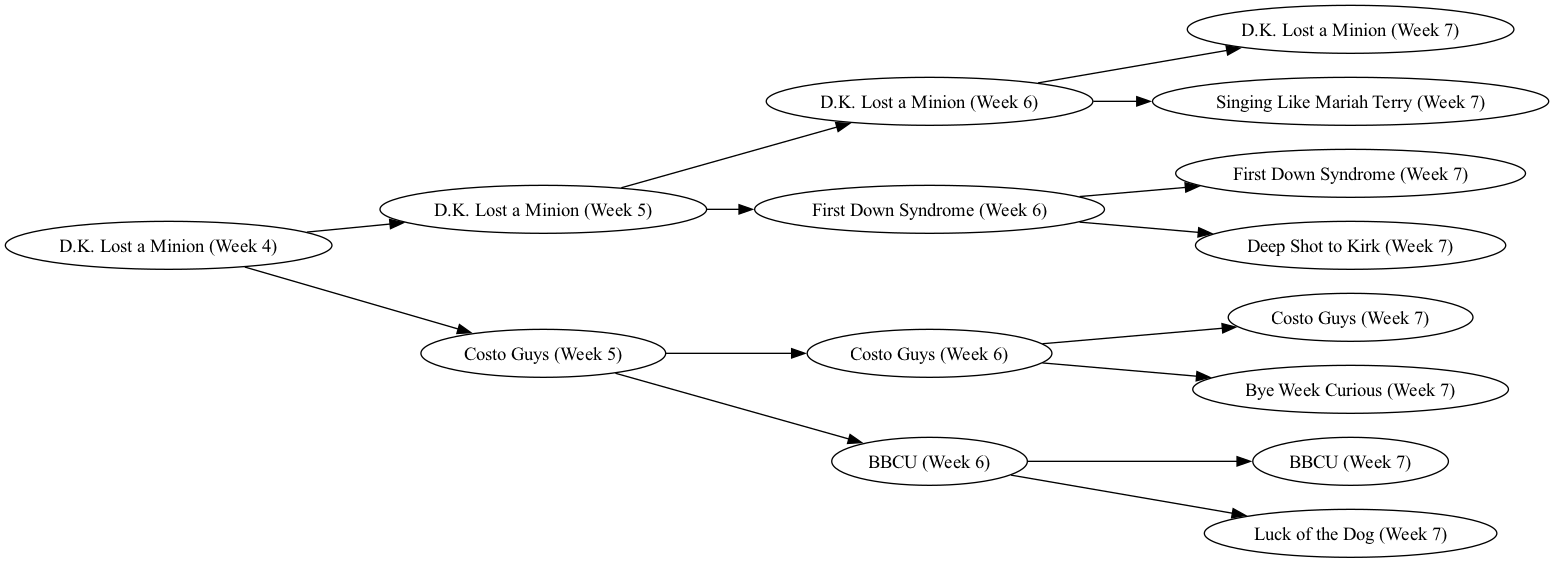 D.K. Lost a Minion (Week 4)
D.K. Lost a Minion (Week 5)
Costo Guys (Week 5)
D.K. Lost a Minion (Week 6)
First Down Syndrome (Week 6)
Costo Guys (Week 6)
BBCU (Week 6)
D.K. Lost a Minion (Week 7)
Singing Like Mariah Terry (Week 7)
First Down Syndrome (Week 7)
Deep Shot to Kirk (Week 7)
Costo Guys (Week 7)
Bye Week Curious (Week 7)
BBCU (Week 7)
Luck of the Dog (Week 7)